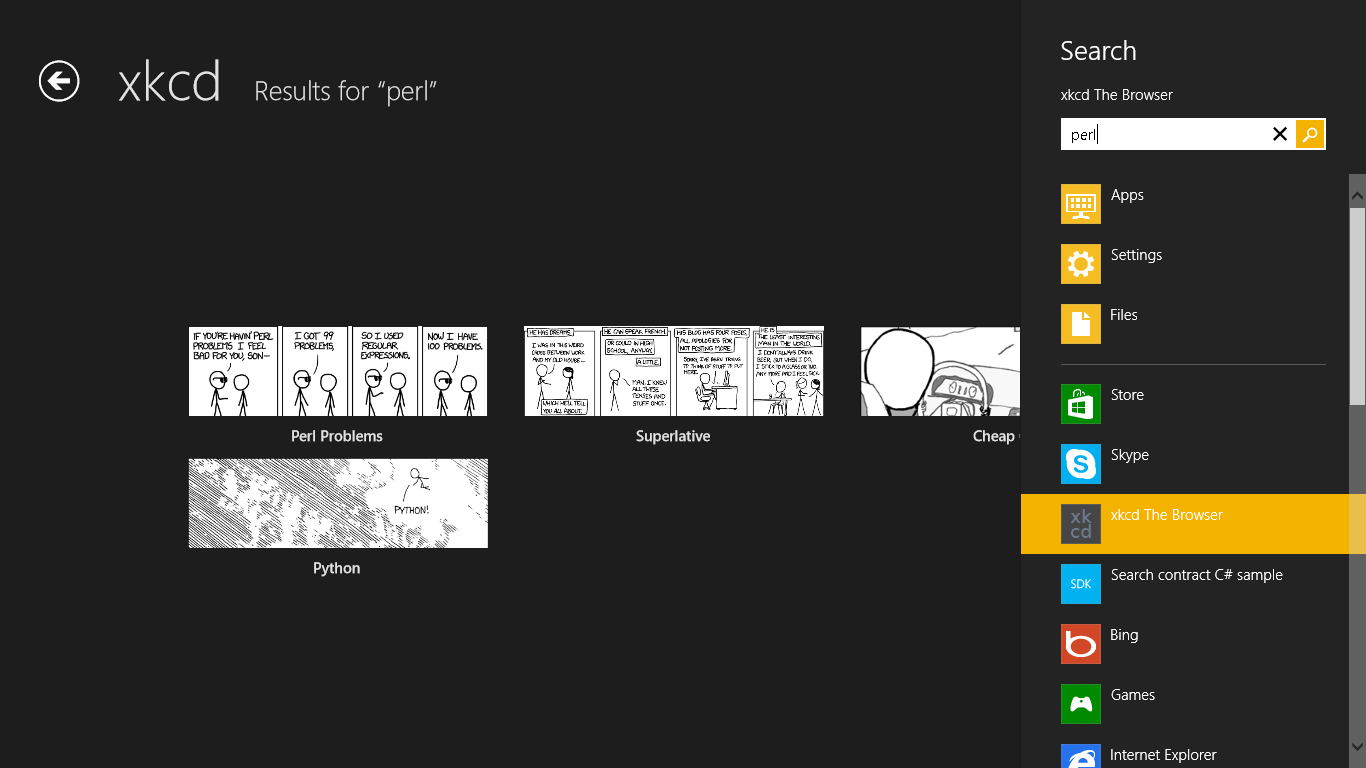 xkcd Results for “perl”
IF YOU'RE HAVIN' PERL
PROBLEMS I FEEL
BAD FOR YOU, SON—
I GOT 99
PROBLEMS,
SO I USED
REGULAR
EXPRESSIONS.
NOW I HAVE
100 PROBLEMS.
Perl Problems
HE HAS DREAMS.
I WAS IN THIS WEIRD
CROSS BETWEEN WORK
AND MY OLD HOUSE...
WHICH HE'LL TELL
YOU ALL ABOUT.
HE CAN SPEAK FRENCH.
OR COULD IN HIGH
SCHOOL, ANYWAY.
A LITTLE.
MAN, I KNEW
ALL THESE
TENSES AND
STUFF ONCE.
HIS BLOG HAS FOUR POSTS,
ALL APOLOGIES FOR
NOT POSTING MORE.
SORRY, I'VE BEEN TRYING
TO THINK OF STUFF TO PUT
HERE.
HE IS
THE LEAST INTERESTING
MAN IN THE WORLD.
I DON'T ALWAYS DRINK
BEER, BUT WHEN I DO,
I STICK TO A GLASS OR TWO.
ANY MORE AND I FEEL SICK.
Superlative
Cheap
PYTHON!
Python
Search
xkcd The Browser
perl
Apps
Settings
Files
Store
Skype
xk
cd
xkcd The Browser
SDK
Search contract C# sample
Bing
Games
Internet Explorer